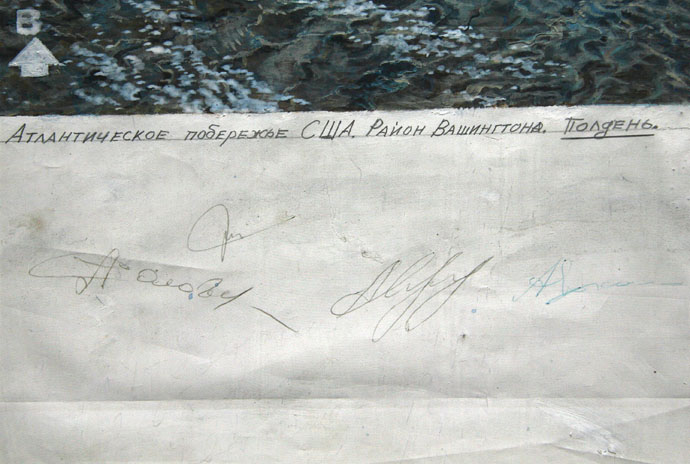 В
Атлантическое побережье США. Район Вашингтона. Полдень.